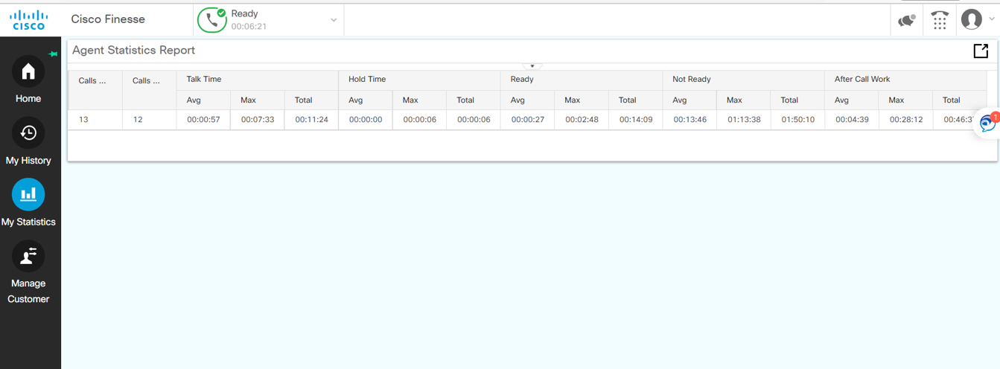 CISCO
Cisco Finesse
Ready
00:06:21
Home
My History
My Statistics
Manage
Customer
Agent Statistics Report
Calls ... Calls ... Talk Time Hold Time Ready Not Ready After Call Work
Avg Max Total Avg Max Total Avg Max Total Avg Max Total Avg Max Total
13 12 00:00:57 00:07:33 00:11:24 00:00:00 00:00:06 00:00:06 00:00:27 00:02:48 00:14:09 00:13:46 01:13:38 01:50:10 00:04:39 00:28:12
1